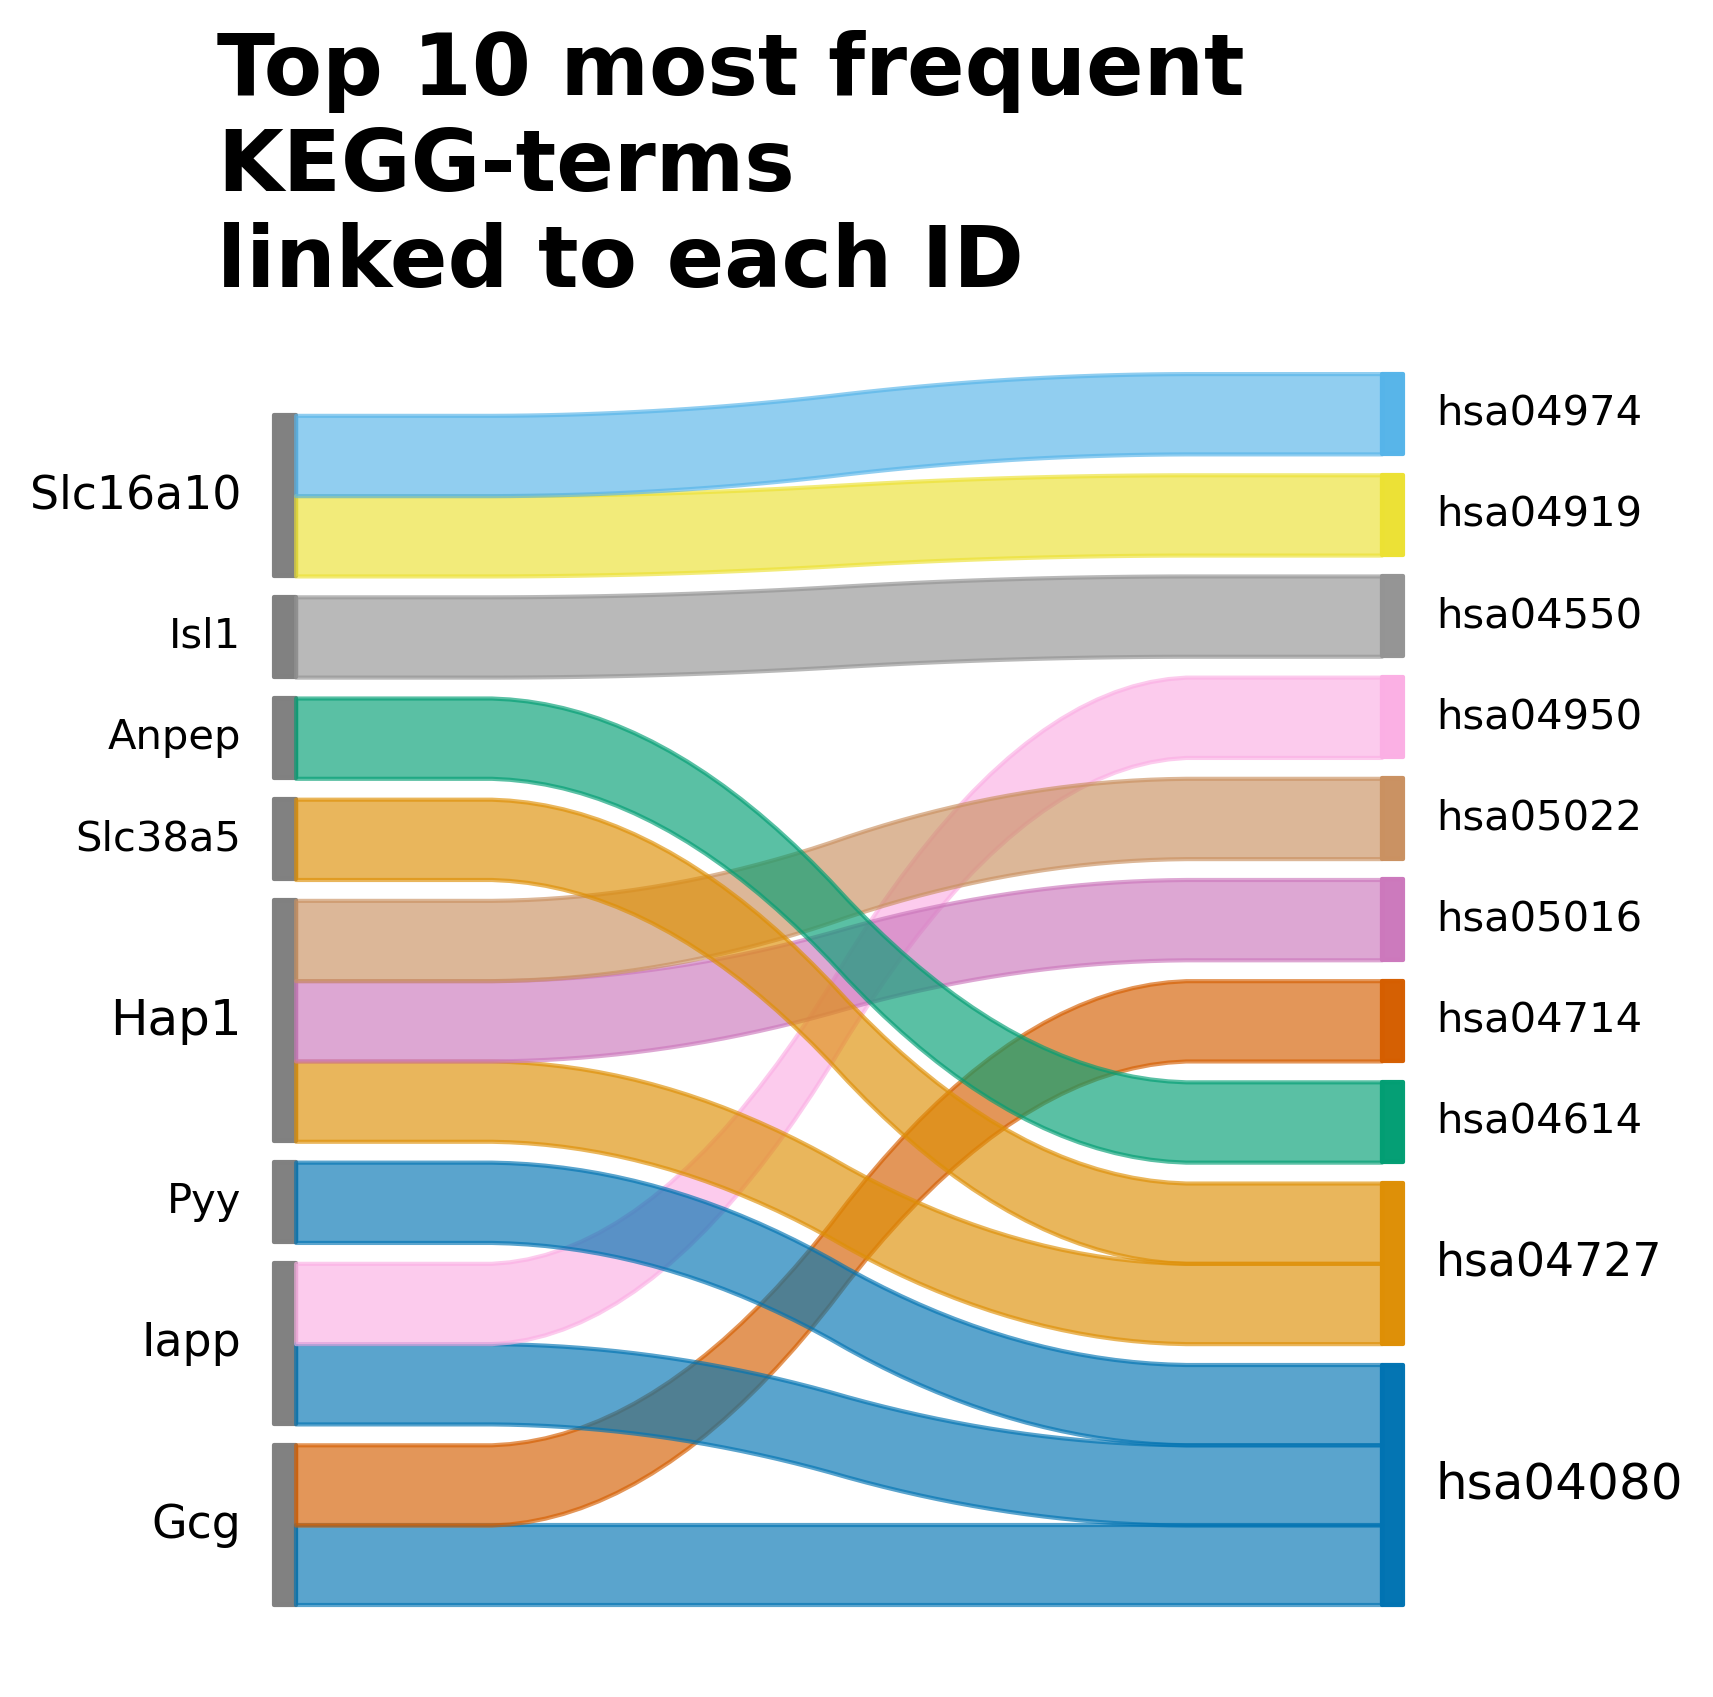 Top 10 most frequent
KEGG-terms
linked to each ID
Slc16a10
Isl1
Anpep
Slc38a5
Hap1
Pyy
Iapp
Gcg
hsa04974
hsa04919
hsa04550
hsa04950
hsa05022
hsa05016
hsa04714
hsa04614
hsa04727
hsa04080